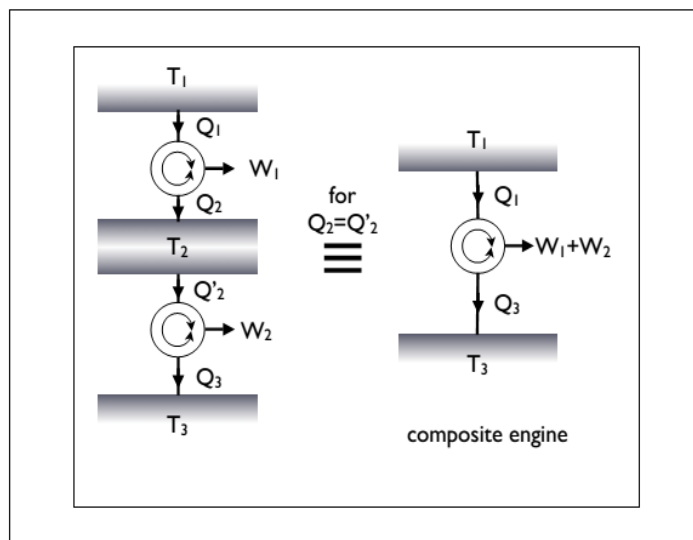 T₁
Q₁
W₁
Q₂
T₂
Q'₂
W₂
Q₃
T₃
for
Q₂=Q'₂
T₁
Q₁
W₁+W₂
Q₃
T₃
composite engine